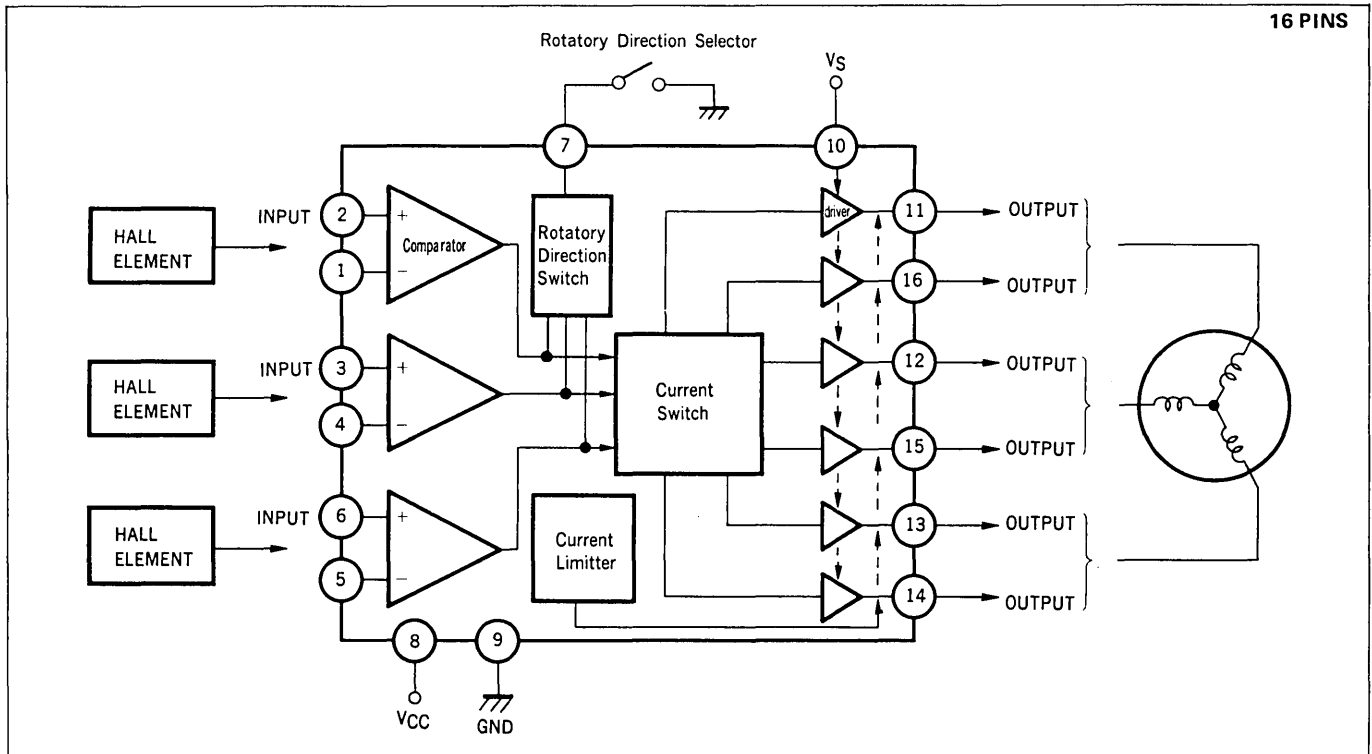 16 PINS
Rotatory Direction Selector
VS
7
10
HALL
ELEMENT
INPUT
2
1
+
−
Comparator
Rotatory
Direction
Switch
driver
11
OUTPUT
16
OUTPUT
HALL
ELEMENT
INPUT
3
4
+
−
Current
Switch
12
OUTPUT
15
OUTPUT
HALL
ELEMENT
INPUT
6
5
+
−
Current
Limitter
13
OUTPUT
14
OUTPUT
8
9
VCC
GND